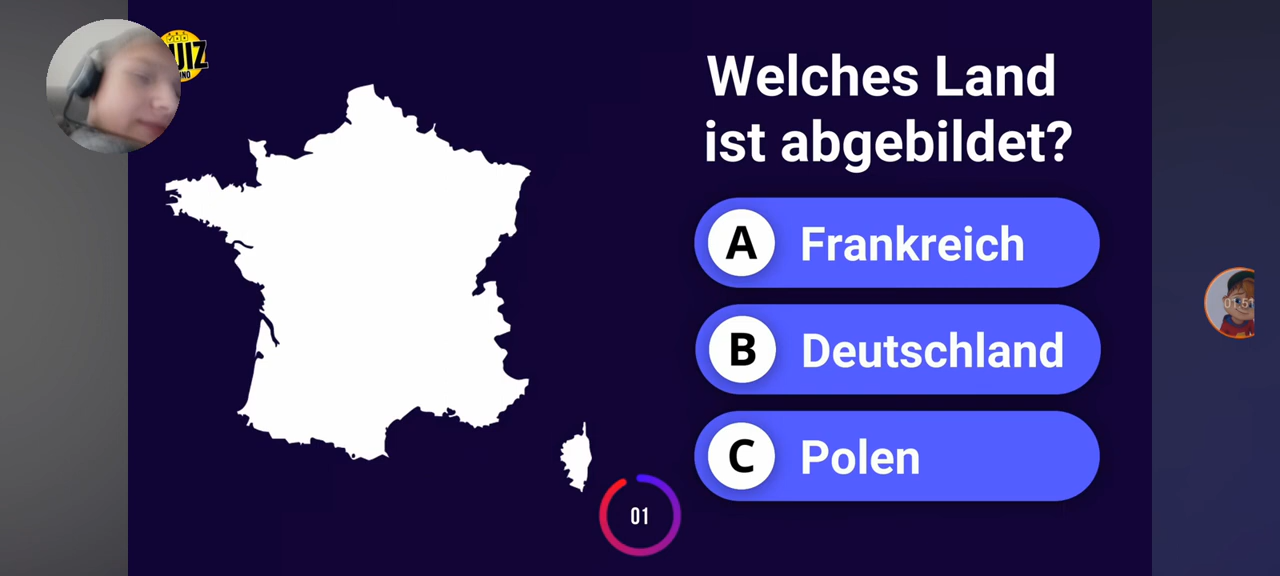 Welches Land
ist abgebildet?
A Frankreich
B Deutschland
C Polen
01